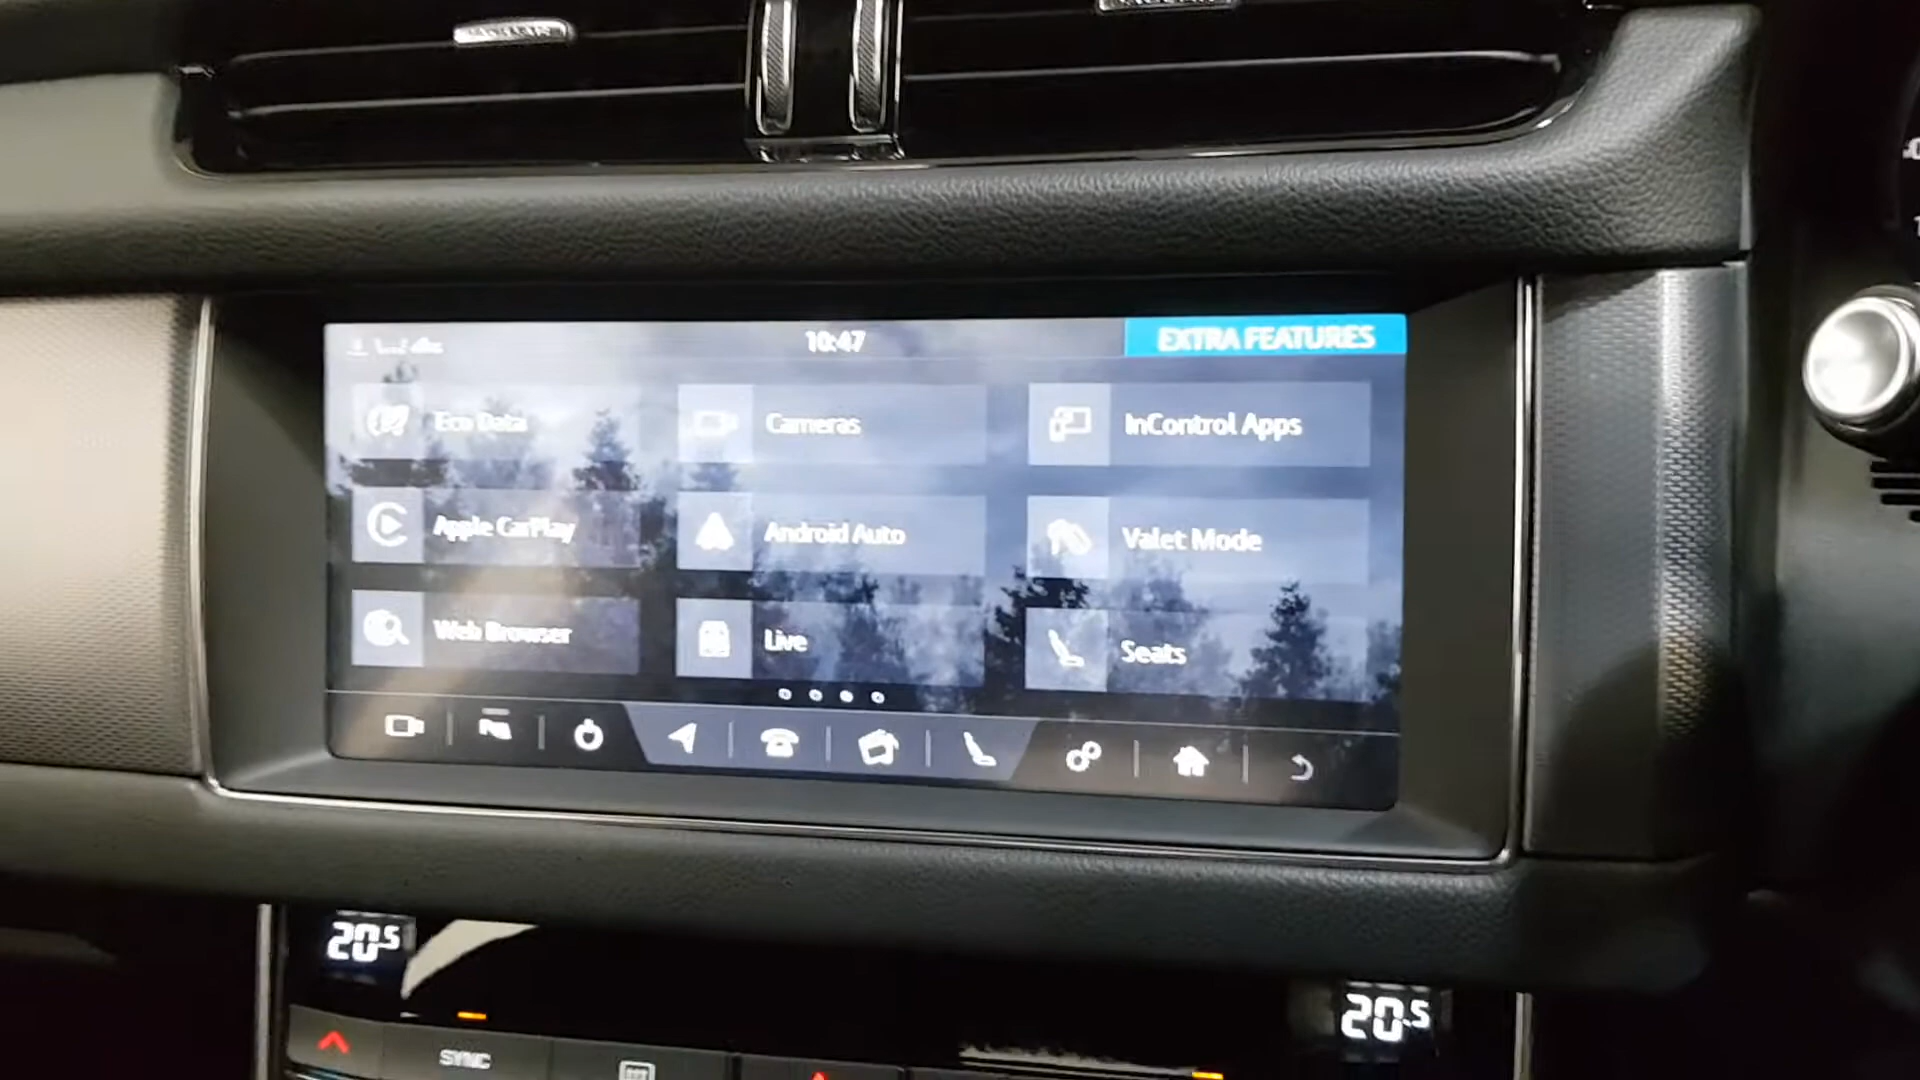 10:47
EXTRA FEATURES
Eco Data
Cameras
InControl Apps
Apple CarPlay
Android Auto
Valet Mode
Web Browser
Live
Seats
20.5
20.5
SYNC